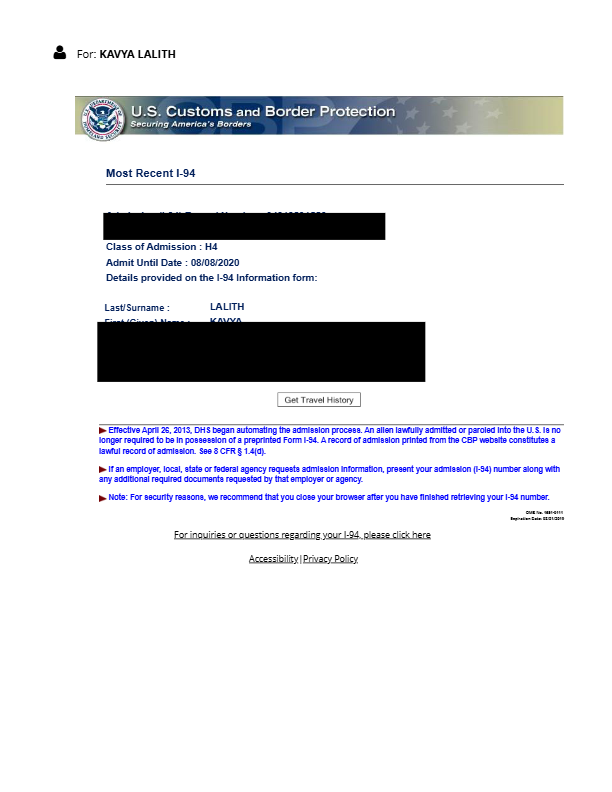 For: KAVYA LALITH
U.S. Customs and Border Protection
Securing America's Borders
Most Recent I-94
Class of Admission : H4
Admit Until Date : 08/08/2020
Details provided on the I-94 Information form:
Last/Surname : LALITH
First (Given) Name : KAVYA
Get Travel History
Effective April 26, 2013, DHS began automating the admission process. An alien lawfully admitted or paroled into the U.S. is no
longer required to be in possession of a preprinted Form I-94. A record of admission printed from the CBP website constitutes a
lawful record of admission. See 8 CFR § 1.4(d).
If an employer, local, state or federal agency requests admission information, present your admission (I-94) number along with
any additional required documents requested by that employer or agency.
Note: For security reasons, we recommend that you close your browser after you have finished retrieving your I-94 number.
OMB No. 1651-0111
For inquiries or questions regarding your I-94, please click here
Accessibility|Privacy Policy